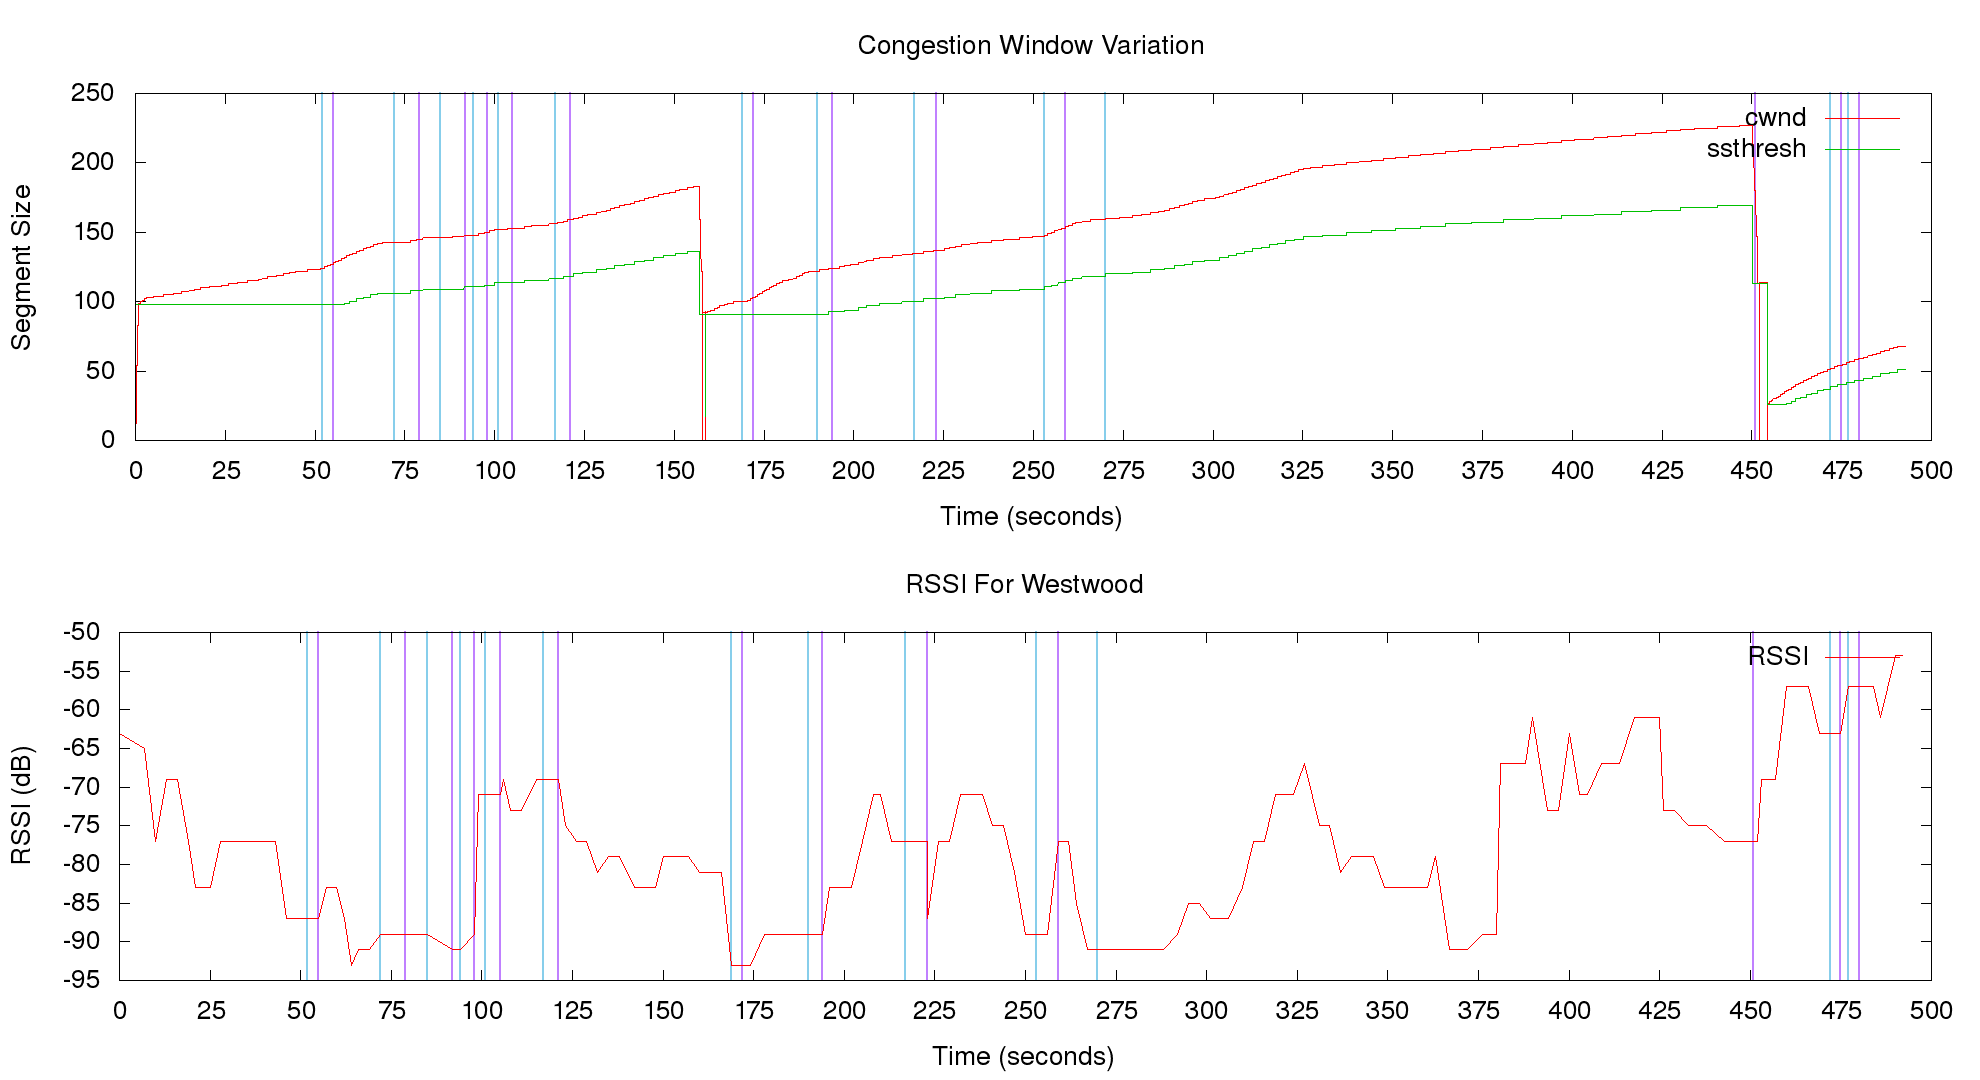 Congestion Window Variation
250
200
150
100
50
0
Segment Size
cwnd
ssthresh
0 25 50 75 100 125 150 175 200 225 250 275 300 325 350 375 400 425 450 475 500
Time (seconds)
RSSI For Westwood
-50
-55
-60
-65
-70
-75
-80
-85
-90
-95
RSSI (dB)
RSSI
0 25 50 75 100 125 150 175 200 225 250 275 300 325 350 375 400 425 450 475 500
Time (seconds)